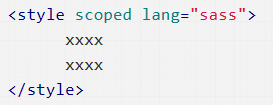 <style scoped lang="sass">
xxxx
xxxx
</style>